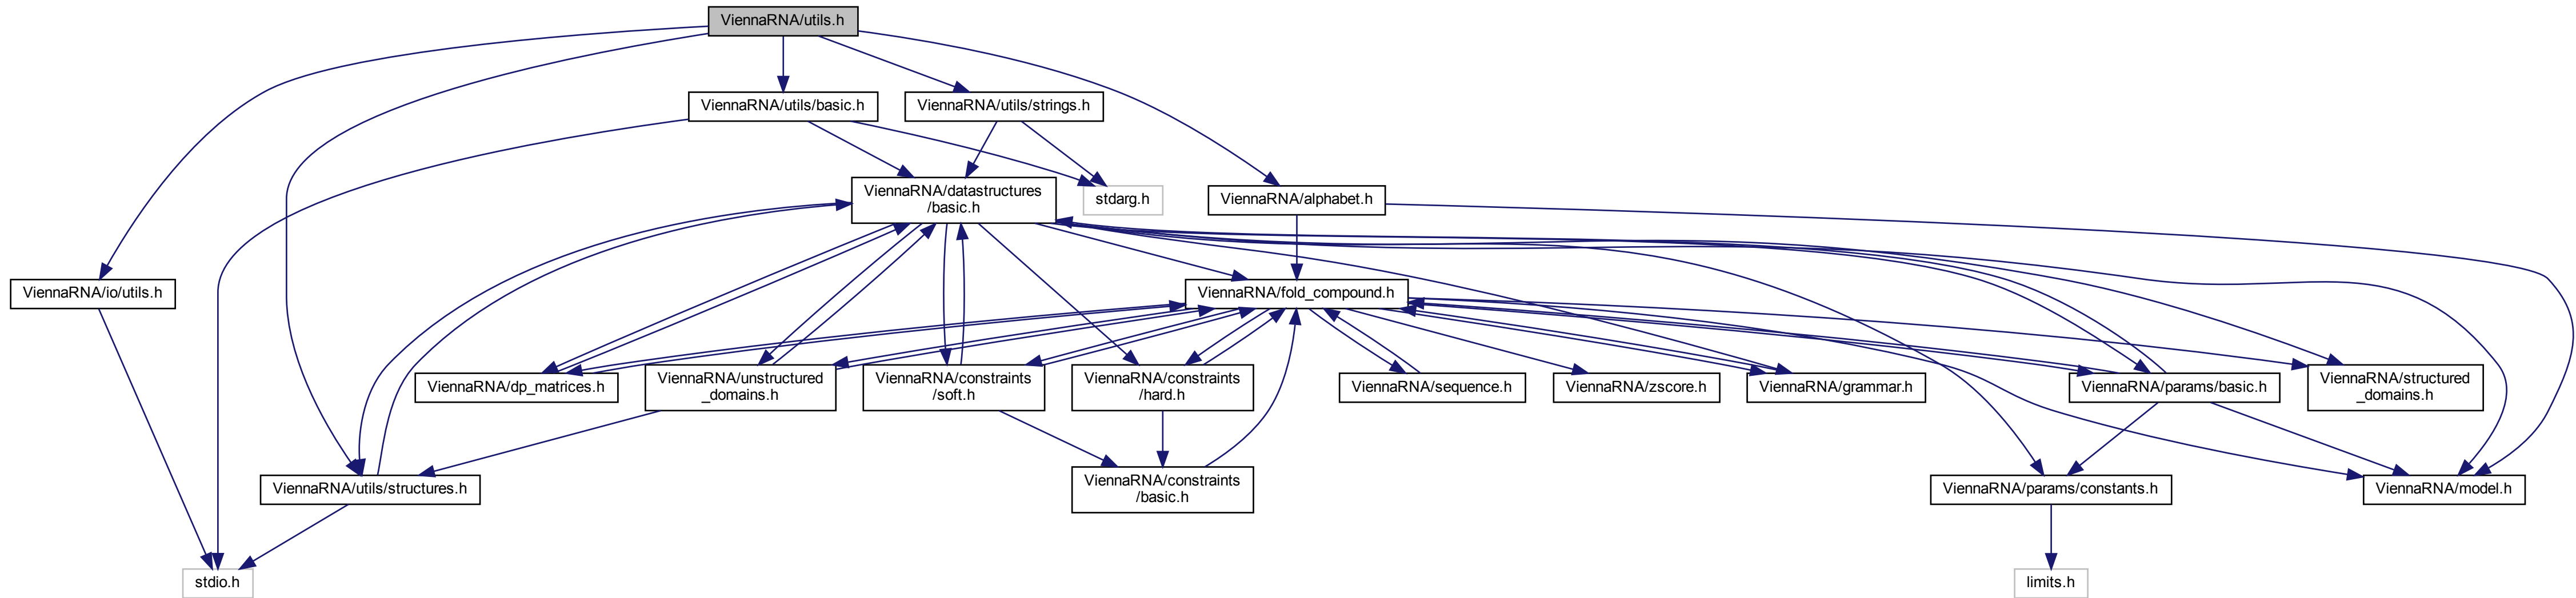 ViennaRNA/utils.h
ViennaRNA/utils/basic.h
ViennaRNA/utils/strings.h
ViennaRNA/datastructures
/basic.h
stdarg.h
ViennaRNA/alphabet.h
ViennaRNA/io/utils.h
ViennaRNA/fold_compound.h
ViennaRNA/dp_matrices.h
ViennaRNA/unstructured
_domains.h
ViennaRNA/constraints
/soft.h
ViennaRNA/constraints
/hard.h
ViennaRNA/sequence.h
ViennaRNA/zscore.h
ViennaRNA/grammar.h
ViennaRNA/params/basic.h
ViennaRNA/structured
_domains.h
ViennaRNA/utils/structures.h
ViennaRNA/constraints
/basic.h
ViennaRNA/params/constants.h
ViennaRNA/model.h
stdio.h
limits.h